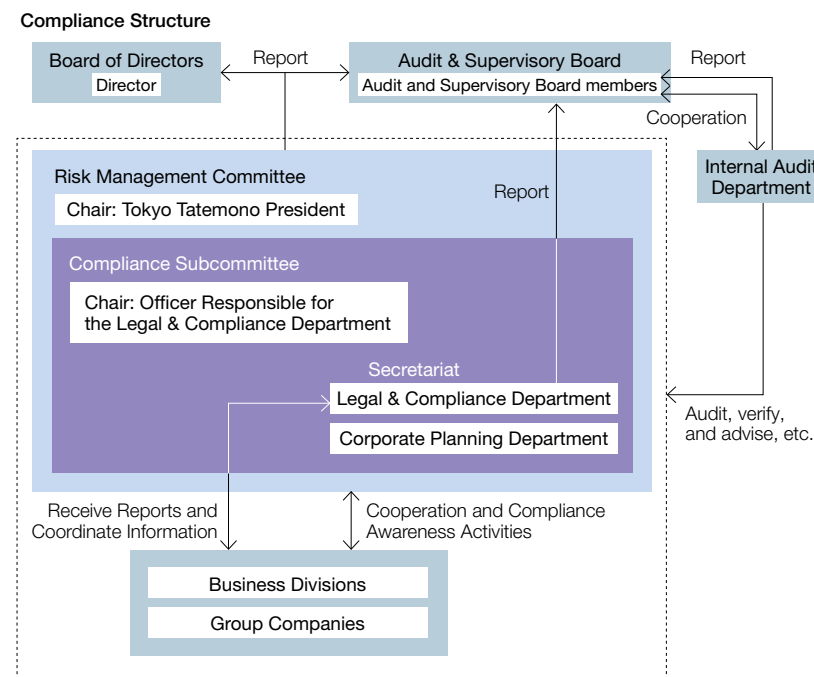 Compliance Structure
Board of Directors
Director
Report
Audit & Supervisory Board
Audit and Supervisory Board members
Report
Cooperation
Internal Audit
Department
Risk Management Committee
Chair: Tokyo Tatemono President
Report
Compliance Subcommittee
Chair: Officer Responsible for
the Legal & Compliance Department
Secretariat
Legal & Compliance Department
Corporate Planning Department
Audit, verify,
and advise, etc.
Receive Reports and
Coordinate Information
Cooperation and Compliance
Awareness Activities
Business Divisions
Group Companies